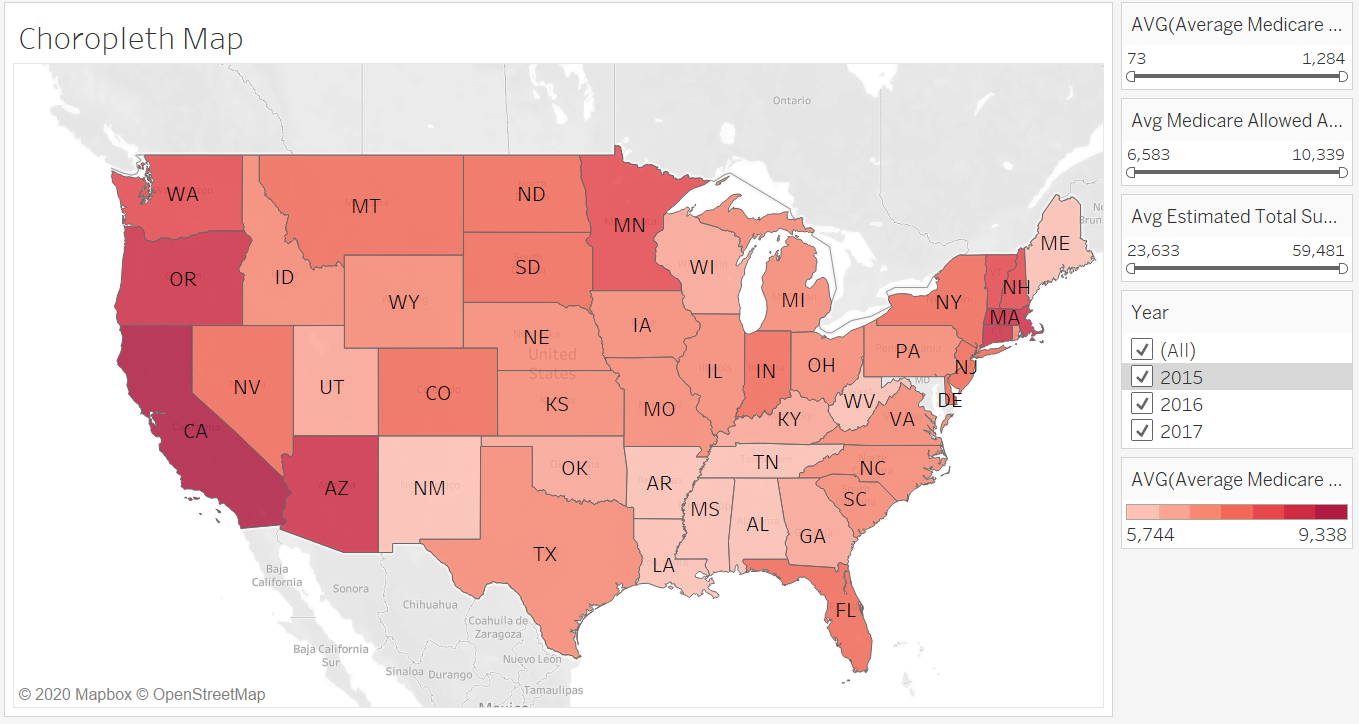 Choropleth Map
Ontario
WA
MT
ND
MN
ME
OR
ID
SD
WI
NH
WY
MI
NY
MA
NE
IA
United
States
PA
NV
UT
CO
KS
MO
IL
IN
OH
NJ
MD
DE
WV
VA
CA
KY
AZ
NM
OK
AR
TN
NC
SC
MS
AL
GA
TX
LA
FL
Baja
California
Sonora
Chihuahua
Coahuila de
Zaragoza
Baja California
Sur
Sinaloa
Durango
Nuevo León
Tamaulipas
© 2020 Mapbox © OpenStreetMap
AVG(Average Medicare ...
73 1,284
Avg Medicare Allowed A...
6,583 10,339
Avg Estimated Total Su...
23,633 59,481
Year
(All)
2015
2016
2017
AVG(Average Medicare ...
5,744 9,338